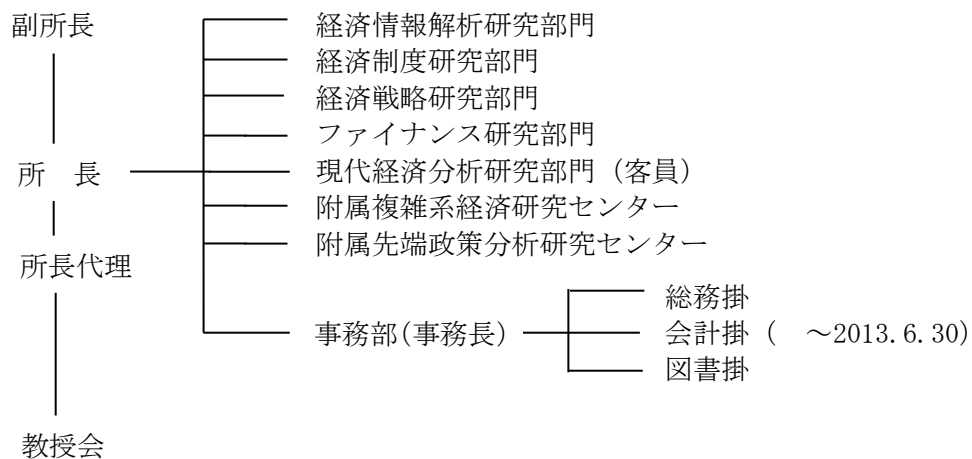 副所長
経済情報解析研究部門
経済制度研究部門
経済戦略研究部門
ファイナンス研究部門
所　長
現代経済分析研究部門（客員）
附属複雑系経済研究センター
附属先端政策分析研究センター
所長代理
総務掛
事務部(事務長)
会計掛（　～2013.6.30)
図書掛
教授会